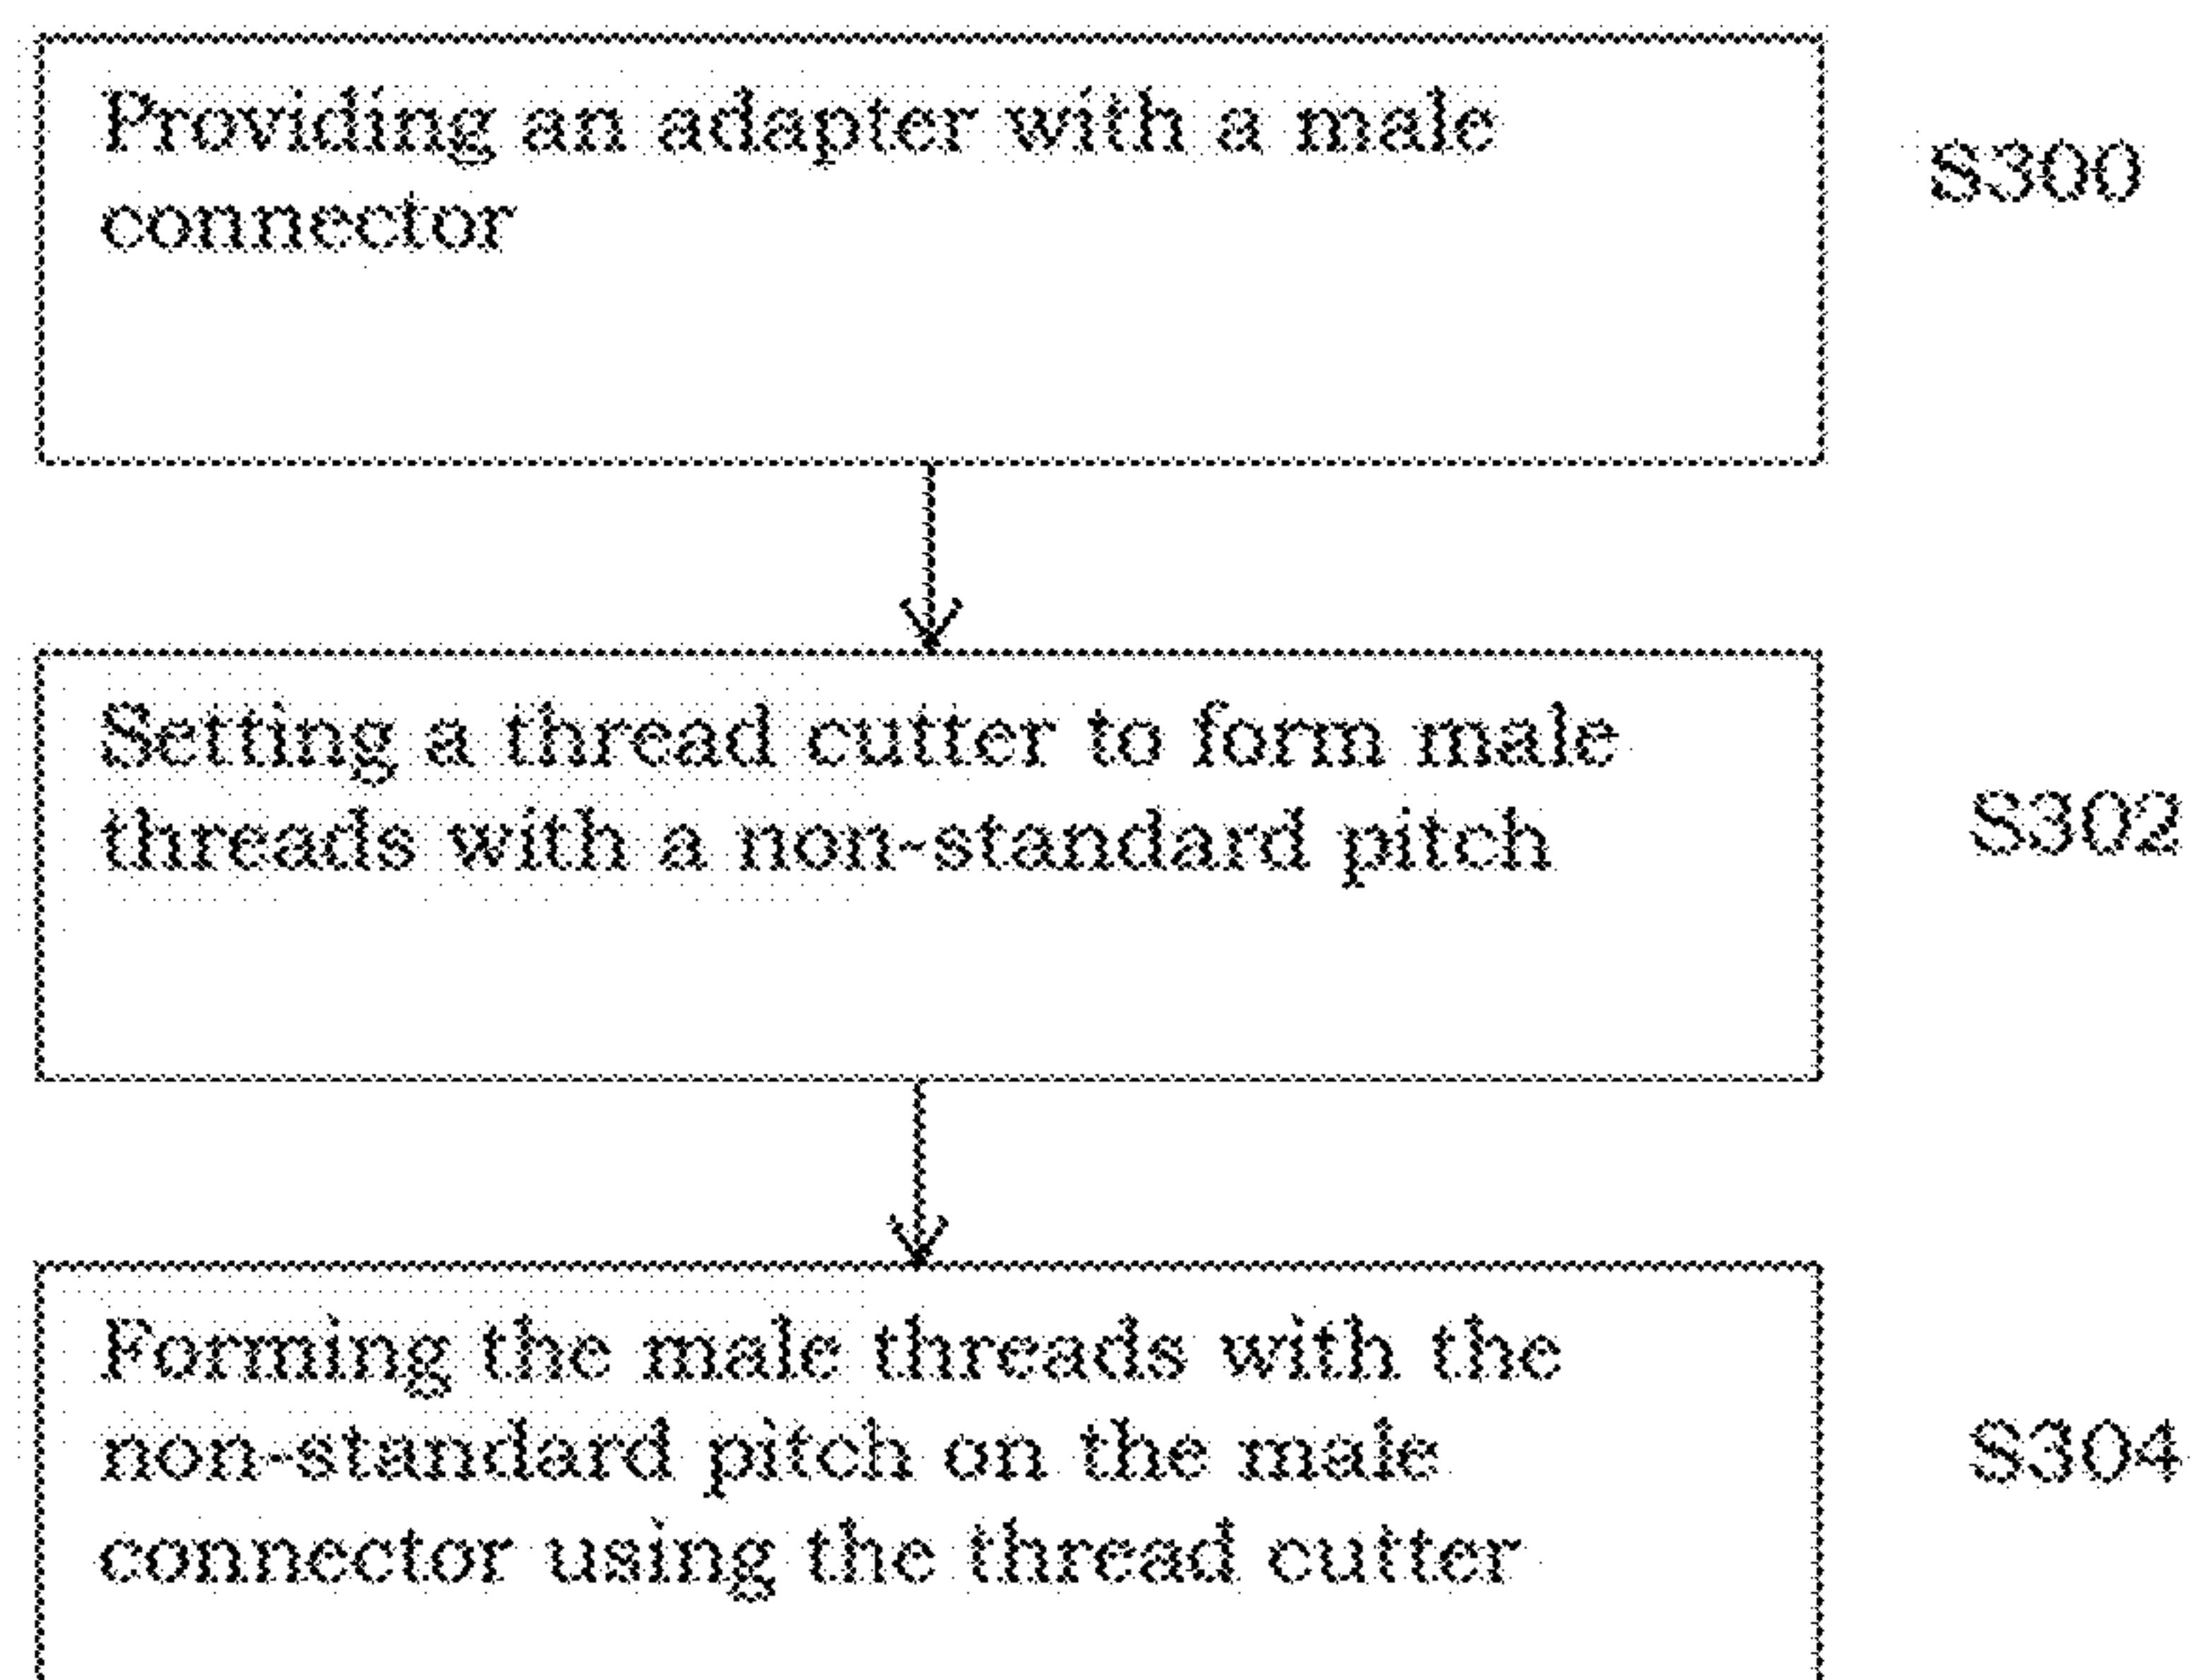 Providing an adapter with a male
connector
S300
Setting a thread cutter to form male
threads with a non-standard pitch
S302
Forming the male threads with the
non-standard pitch on the male
connector using the thread cutter
S304